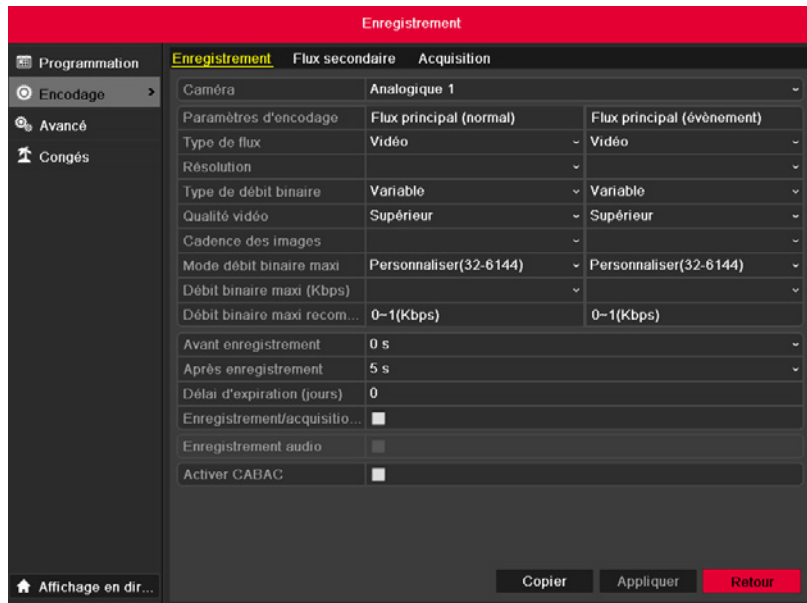 Enregistrement
Programmation
Encodage
Avancé
Congés
Affichage en dir...
Enregistrement Flux secondaire Acquisition
Caméra Analogique 1
Paramètres d'encodage Flux principal (normal) Flux principal (évènement)
Type de flux Vidéo Vidéo
Résolution
Type de débit binaire Variable Variable
Qualité vidéo Supérieur Supérieur
Cadence des images
Mode débit binaire maxi Personnaliser(32-6144) Personnaliser(32-6144)
Débit binaire maxi (Kbps)
Débit binaire maxi recom... 0~1(Kbps) 0~1(Kbps)
Avant enregistrement 0 s
Après enregistrement 5 s
Délai d'expiration (jours) 0
Enregistrement/acquisitio...
Enregistrement audio
Activer CABAC
Copier Appliquer Retour